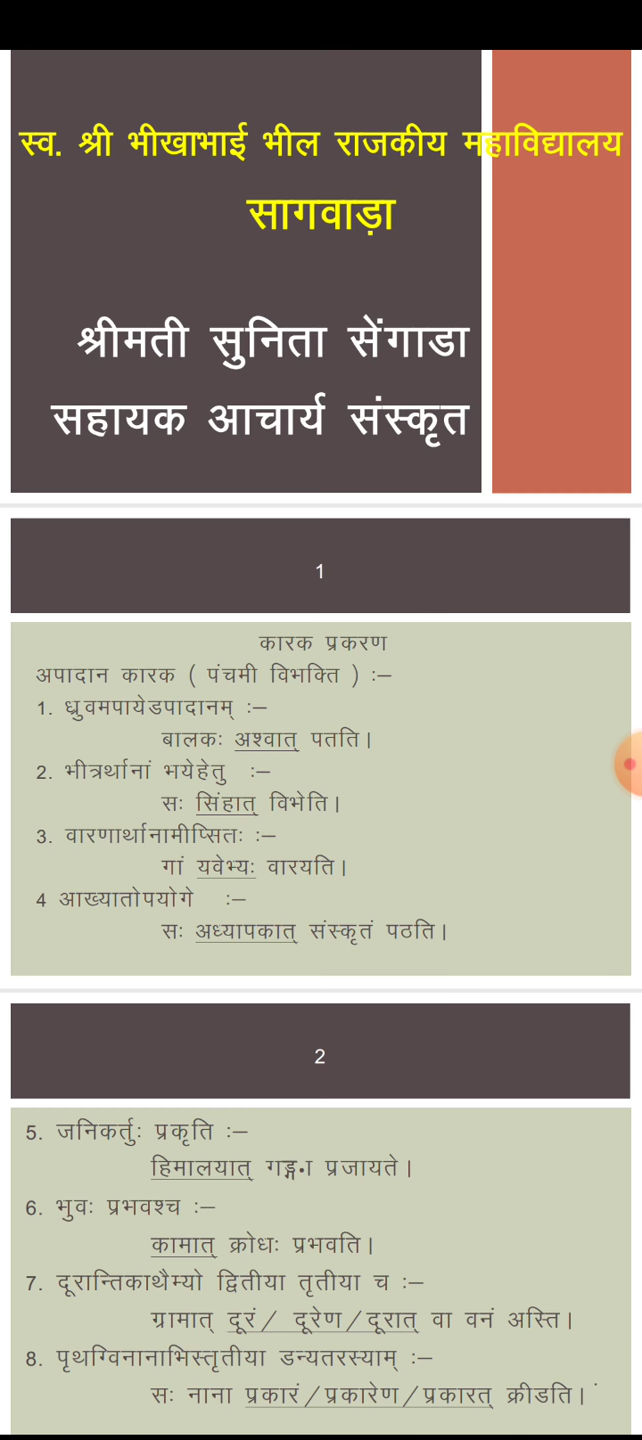 स्व. श्री भीखाभाई भील राजकीय महाविद्यालय
सागवाड़ा
श्रीमती सुनिता सेंगाडा
सहायक आचार्य संस्कृत
1
कारक प्रकरण
अपादान कारक ( पंचमी विभक्ति ) :–
1. ध्रुवमपायेडपादानम् :–
बालकः अश्वात् पतति।
2. भीत्रर्थानां भयेहेतु :–
सः सिंहात् विभेति।
3. वारणार्थानामीप्सितः :–
गां यवेभ्यः वारयति।
4 आख्यातोपयोगे :–
सः अध्यापकात् संस्कृतं पठति।
2
5. जनिकर्तुः प्रकृति :–
हिमालयात् गङ्गा प्रजायते।
6. भुवः प्रभवश्च :–
कामात् क्रोधः प्रभवति।
7. दूरान्तिकाथैम्यो द्वितीया तृतीया च :–
ग्रामात् दूरं/ दूरेण/दूरात् वा वनं अस्ति।
8. पृथग्विनानाभिस्तृतीया डन्यतरस्याम् :–
सः नाना प्रकारं/प्रकारेण/प्रकारत् क्रीडति।